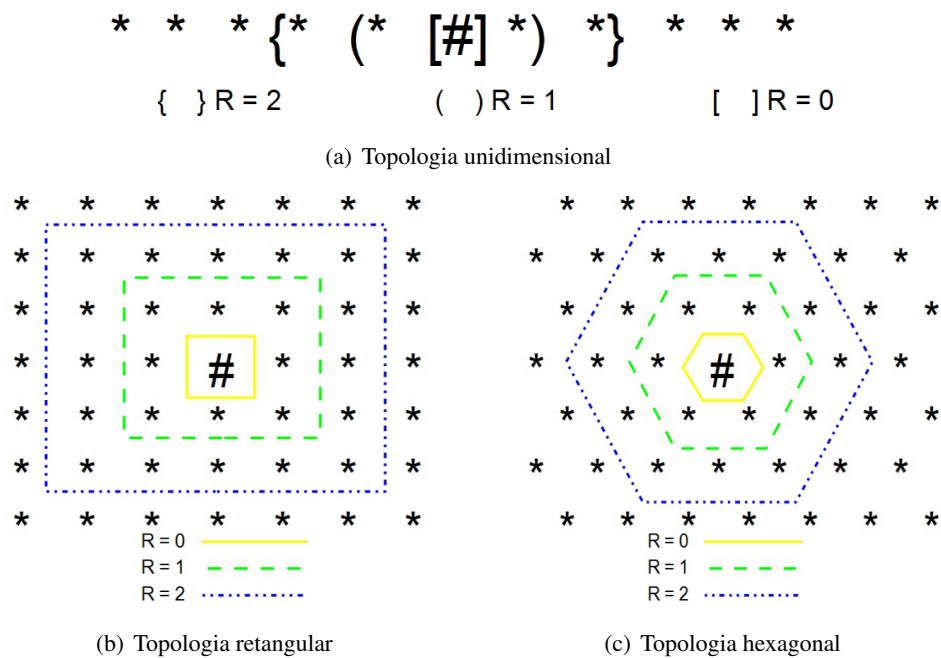 * * * {* (* [#] *) *} * * *
{ } R = 2 ( ) R = 1 [ ] R = 0
(a) Topologia unidimensional
* * * * * * *
* * * * * * *
* * * * * * *
* * * # * * *
* * * * * * *
* * * * * * *
* * * * * * *
R = 0
R = 1
R = 2
(b) Topologia retangular
* * * * * * *
* * * * * * *
* * * * * * *
* * # * * *
* * * * * * *
* * * * * * *
* * * * * * *
R = 0
R = 1
R = 2
(c) Topologia hexagonal